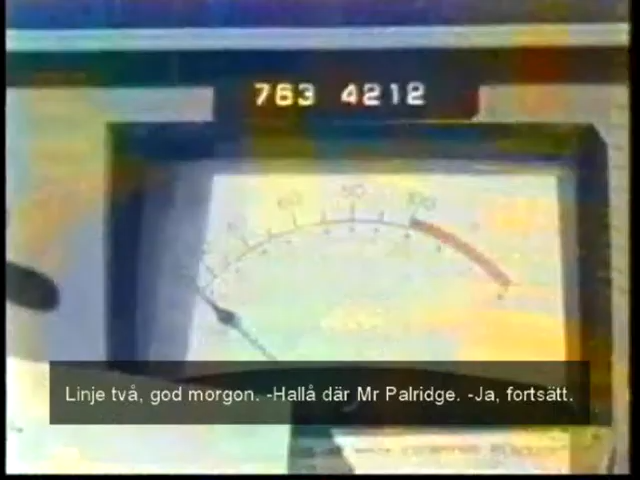 763 4212
60 80 100
Linje två, god morgon. -Hallå där Mr Palridge. -Ja, fortsätt.